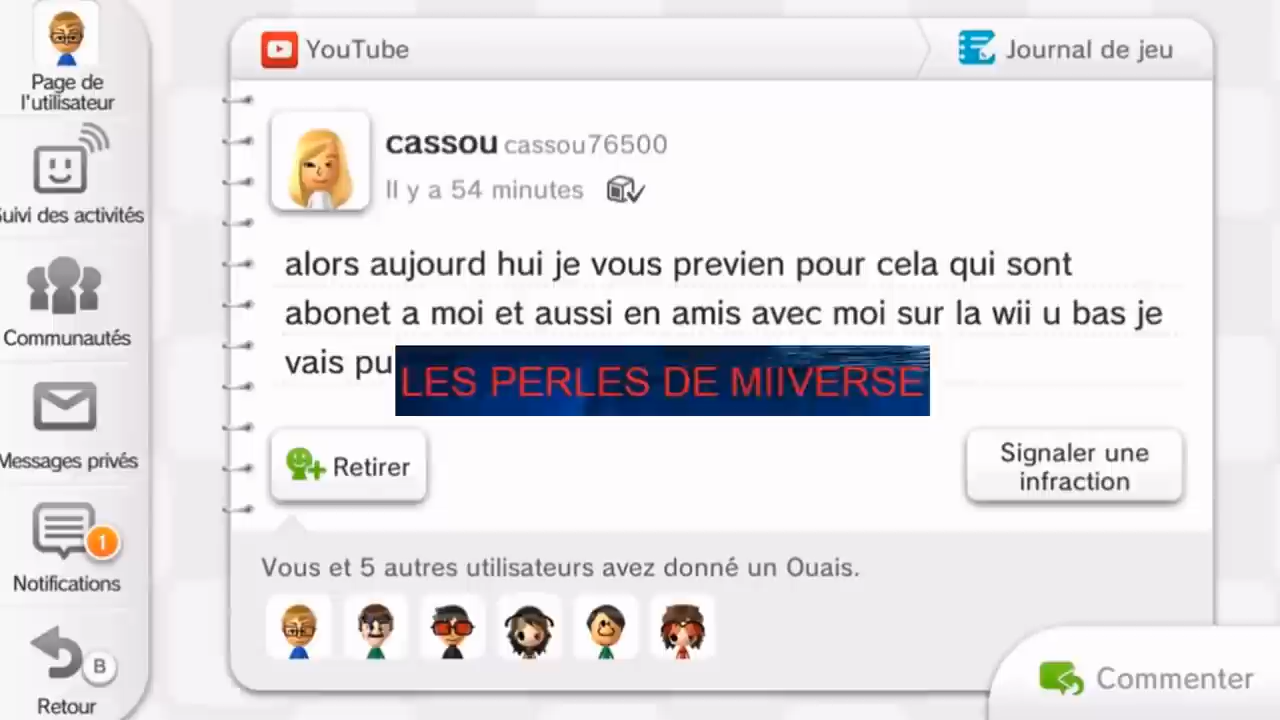 Page de
l'utilisateur
Suivi des activités
Communautés
Messages privés
1
Notifications
B
Retour
YouTube
Journal de jeu
cassou cassou76500
Il y a 54 minutes
alors aujourd hui je vous previen pour cela qui sont
abonet a moi et aussi en amis avec moi sur la wii u bas je
vais pu
LES PERLES DE MIIVERSE
Retirer
Signaler une
infraction
Vous et 5 autres utilisateurs avez donné un Ouais.
Commenter